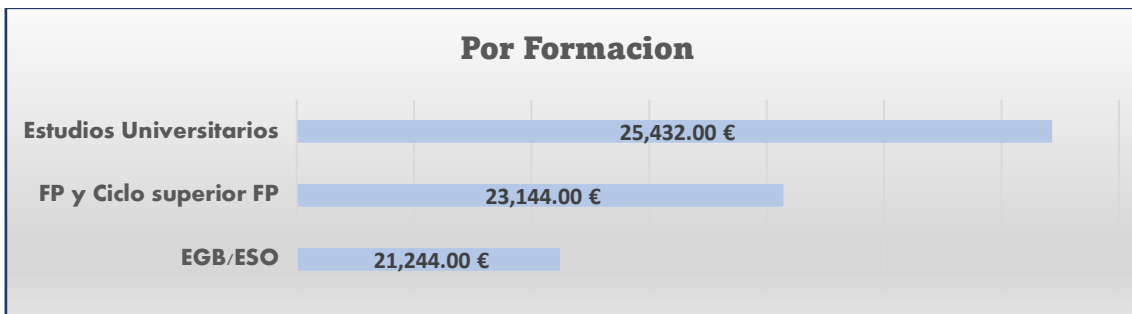 Por Formacion
Estudios Universitarios 25,432.00 €
FP y Ciclo superior FP 23,144.00 €
EGB/ESO 21,244.00 €